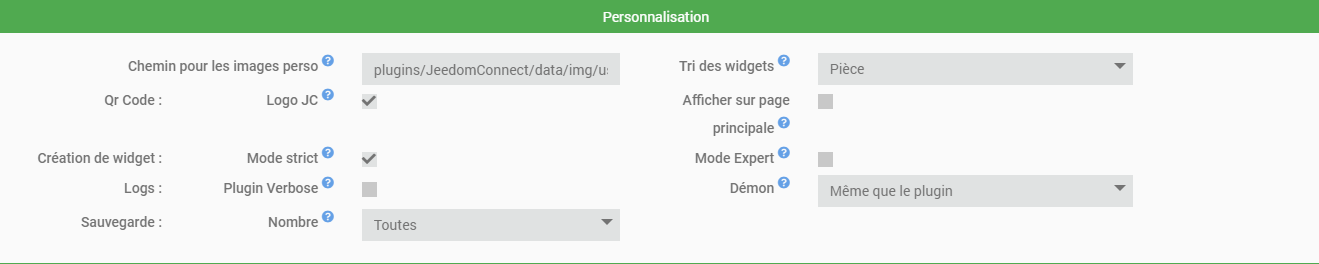 Personnalisation
Chemin pour les images perso ? plugins/JeedomConnect/data/img/u: Tri des widgets ? Pièce
Qr Code : Logo JC ? Afficher sur page
principale ?
Création de widget : Mode strict ? Mode Expert ?
Logs : Plugin Verbose ? Démon ? Même que le plugin
Sauvegarde : Nombre ? Toutes